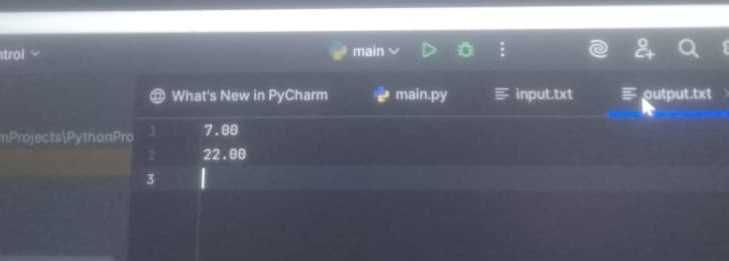 ntrol
main
What's New in PyCharm
main.py
input.txt
output.txt
mProjects\PythonPro
1 7.00
2 22.00
3